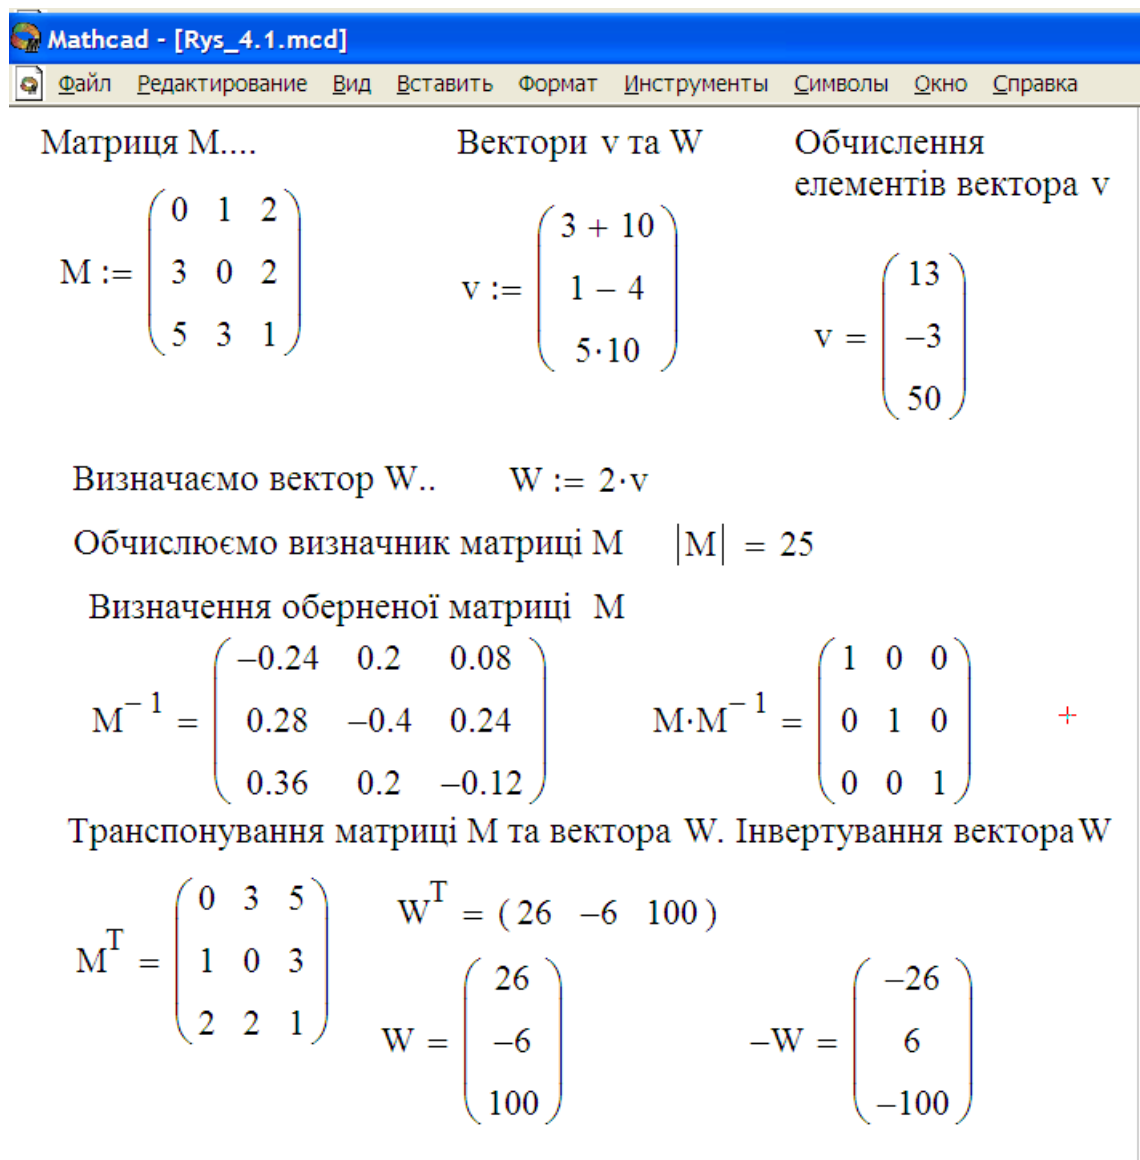 Mathcad - [Rys_4.1.mcd]
Файл Редактирование Вид Вставить Формат Инструменты Символы Окно Справка
Матриця M.... Вектори v та W Обчислення
елементів вектора v
M := ( 0 1 2
3 0 2
5 3 1 )
v := ( 3 + 10
1 − 4
5·10 )
v = ( 13
−3
50 )
Визначаємо вектор W.. W := 2·v
Обчислюємо визначник матриці M |M| = 25
Визначення оберненої матриці M
M^−1 = ( −0.24 0.2 0.08
0.28 −0.4 0.24
0.36 0.2 −0.12 )
M·M^−1 = ( 1 0 0
0 1 0
0 0 1 )
Транспонування матриці M та вектора W. Інвертування вектора W
M^T = ( 0 3 5
1 0 3
2 2 1 )
W^T = ( 26 −6 100 )
W = ( 26
−6
100 )
−W = ( −26
6
−100 )